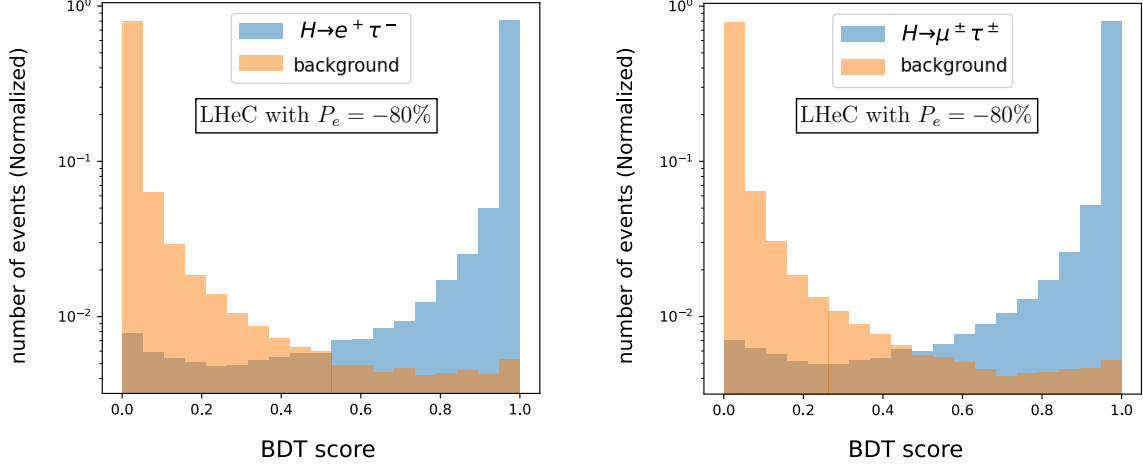 number of events (Normalized)
10⁰
10⁻¹
10⁻²
H→e⁺τ⁻
background
LHeC with Pₑ = −80%
0.0 0.2 0.4 0.6 0.8 1.0
BDT score
number of events (Normalized)
10⁰
10⁻¹
10⁻²
H→μ±τ±
background
LHeC with Pₑ = −80%
0.0 0.2 0.4 0.6 0.8 1.0
BDT score